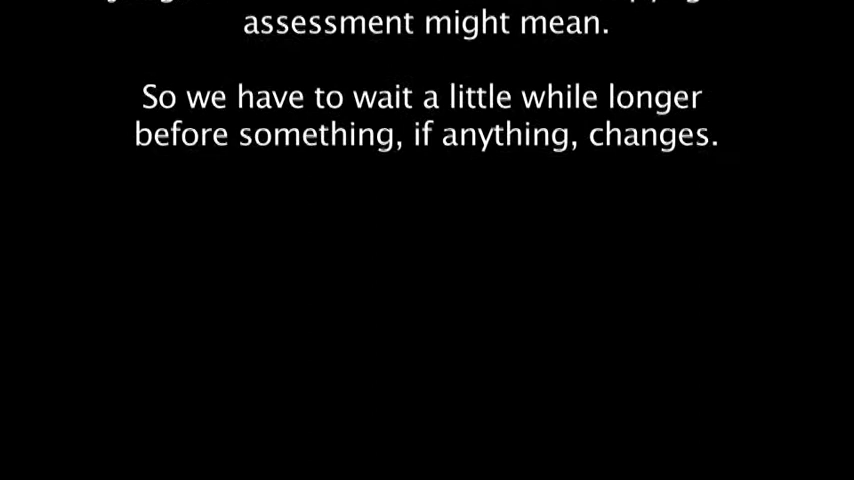 assessment might mean.
So we have to wait a little while longer
before something, if anything, changes.